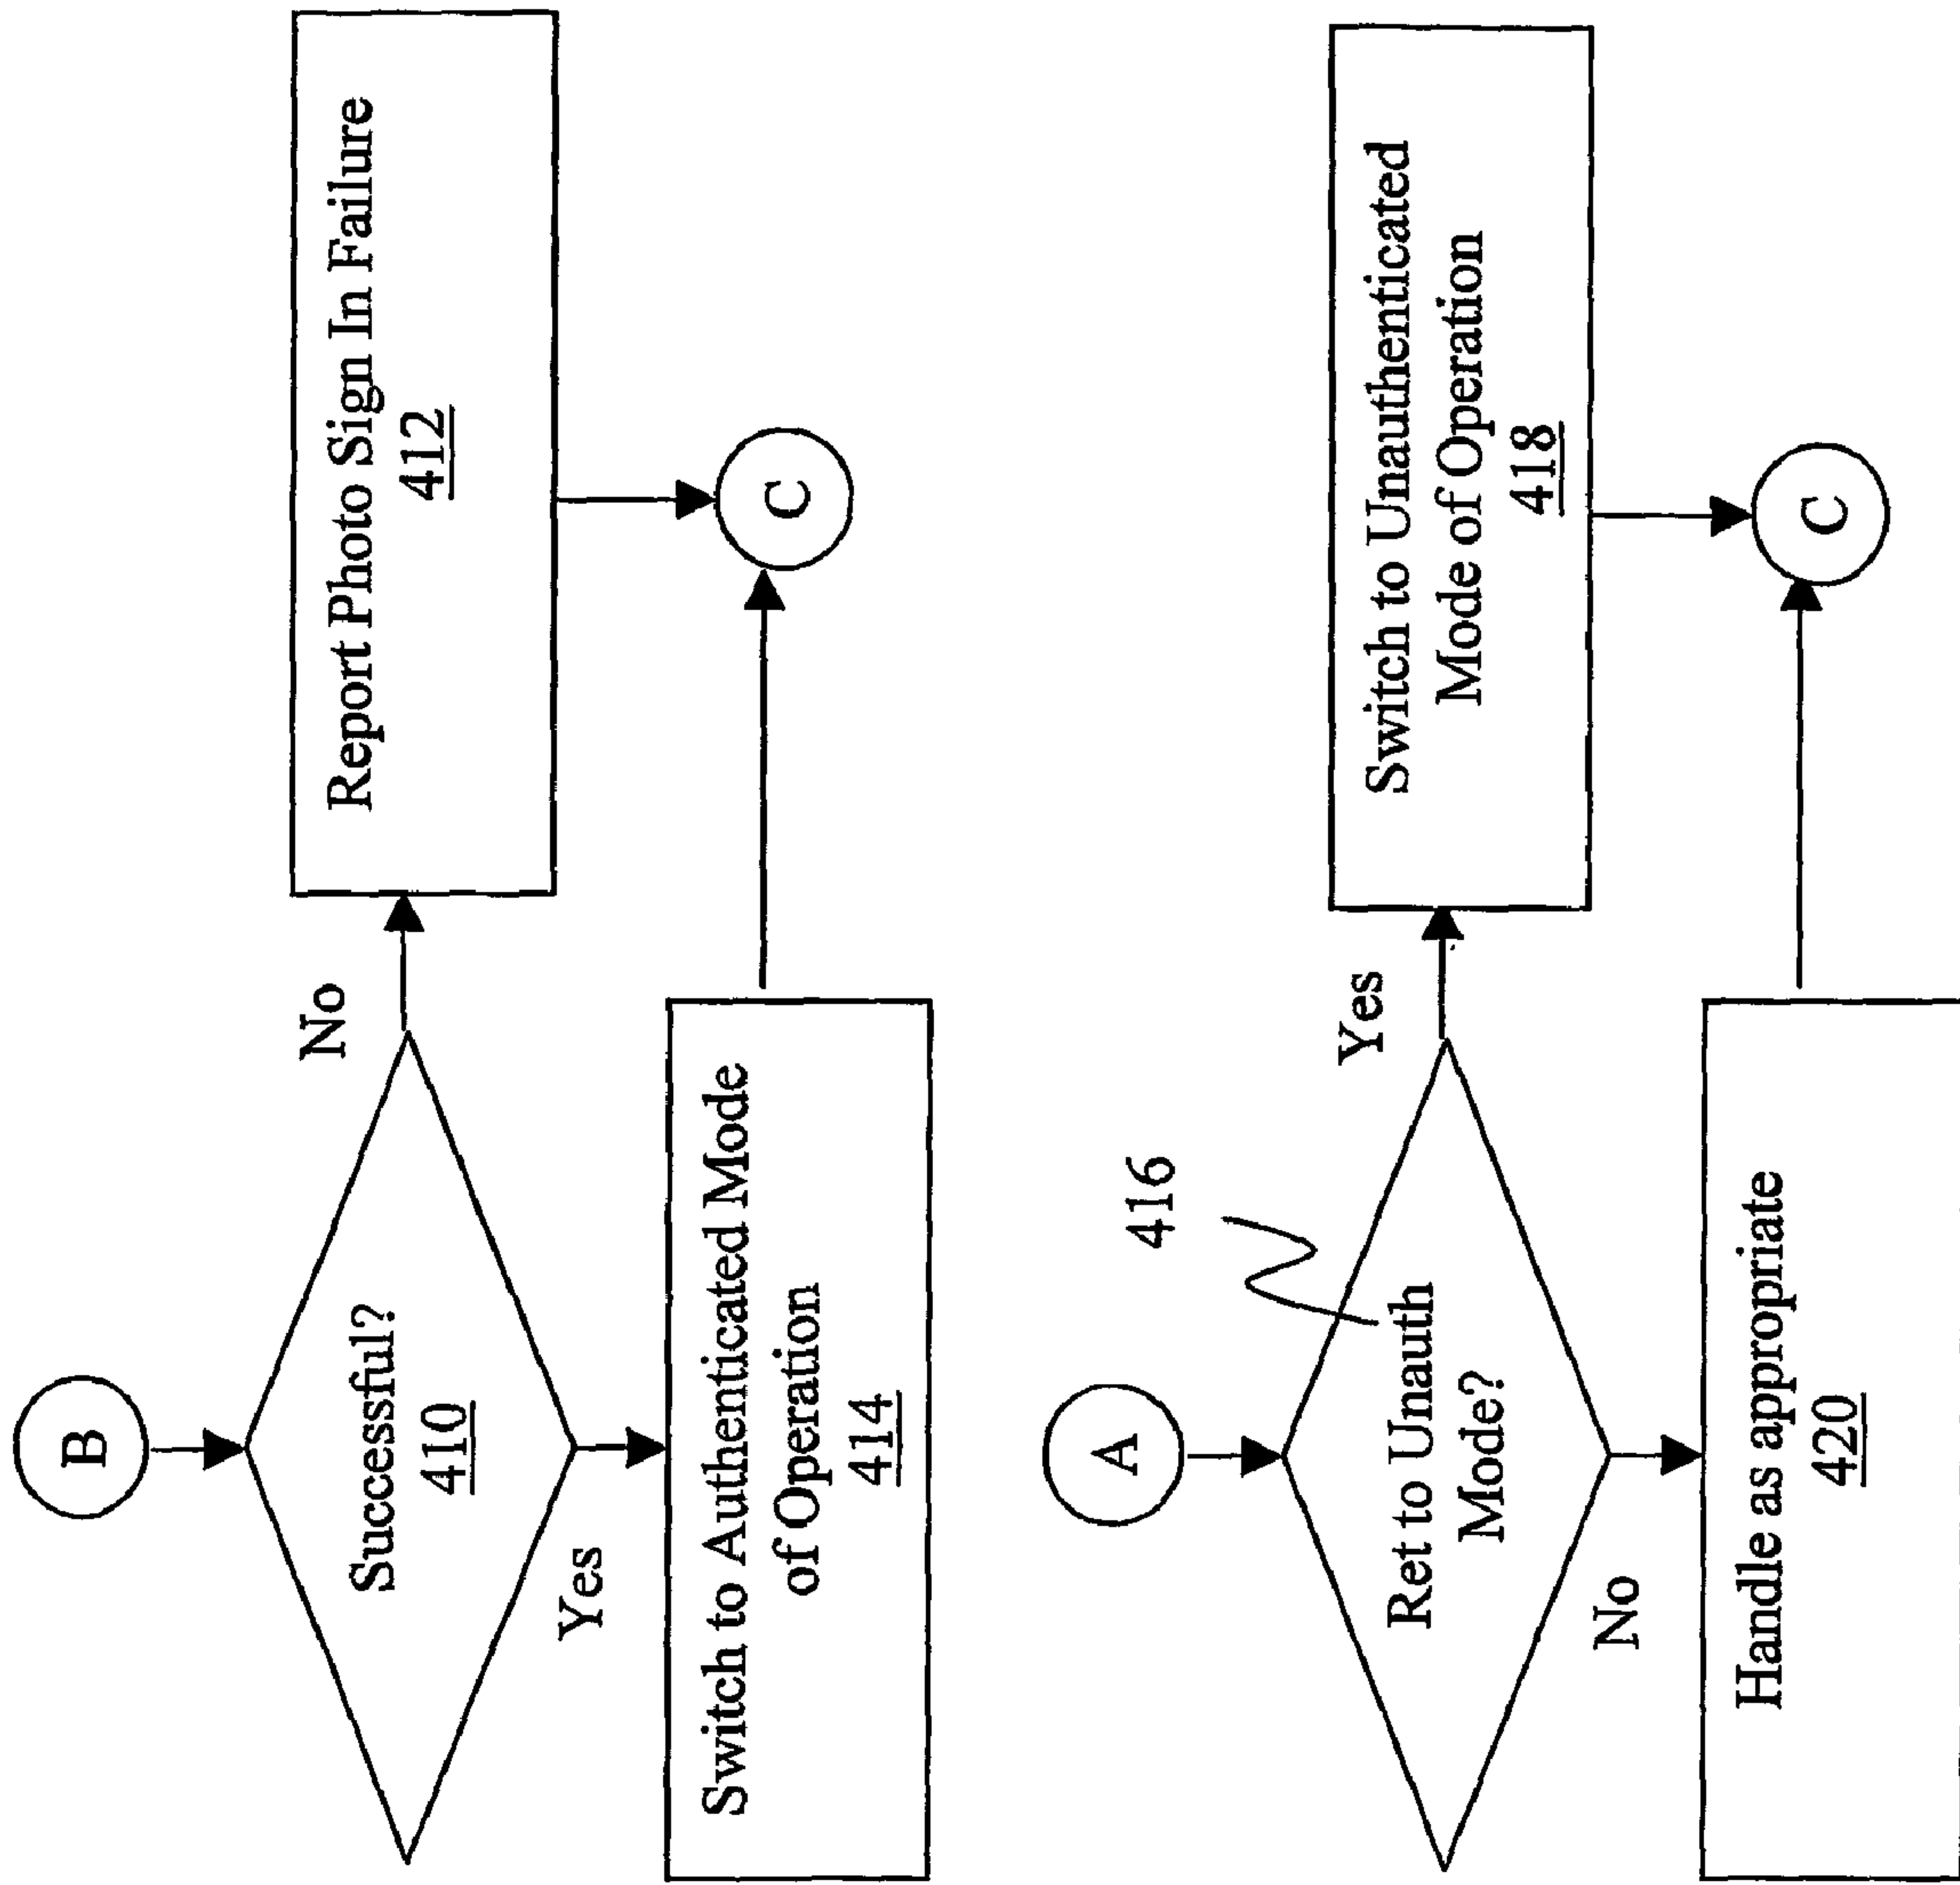 B
Successful?
410
No
Report Photo Sign In Failure
412
Yes
Switch to Authenticated Mode
of Operation
414
C
A
416
Ret to Unauth
Mode?
Yes
Switch to Unauthenticated
Mode of Operation
418
No
Handle as appropriate
420
C